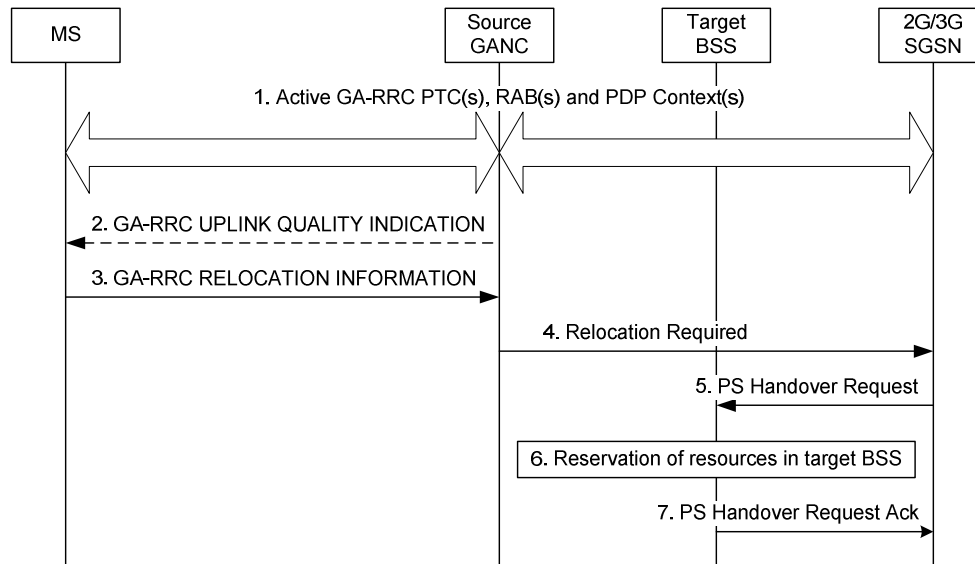 MS
Source
GANC
Target
BSS
2G/3G
SGSN
1. Active GA-RRC PTC(s), RAB(s) and PDP Context(s)
2. GA-RRC UPLINK QUALITY INDICATION
3. GA-RRC RELOCATION INFORMATION
4. Relocation Required
5. PS Handover Request
6. Reservation of resources in target BSS
7. PS Handover Request Ack